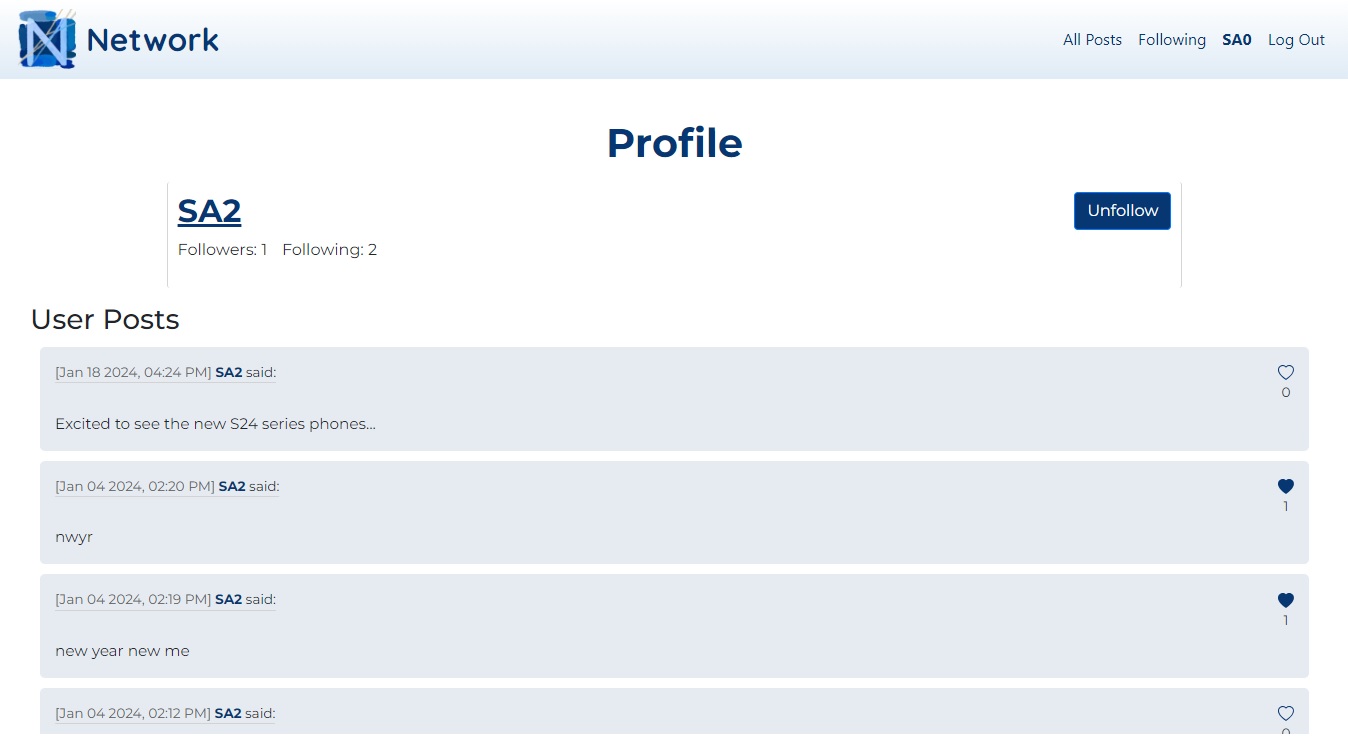 Network
All Posts Following SA0 Log Out
Profile
SA2
Unfollow
Followers: 1 Following: 2
User Posts
[Jan 18 2024, 04:24 PM] SA2 said:
0
Excited to see the new S24 series phones...
[Jan 04 2024, 02:20 PM] SA2 said:
1
nwyr
[Jan 04 2024, 02:19 PM] SA2 said:
1
new year new me
[Jan 04 2024, 02:12 PM] SA2 said: